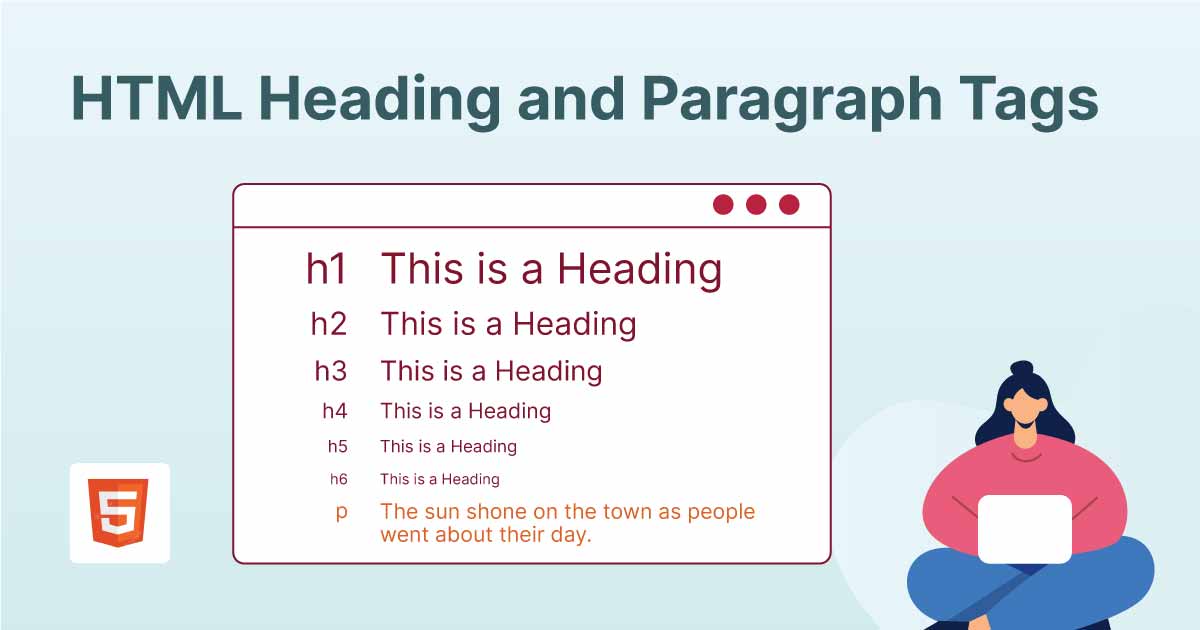 HTML Heading and Paragraph Tags
h1 This is a Heading
h2 This is a Heading
h3 This is a Heading
h4 This is a Heading
h5 This is a Heading
h6 This is a Heading
p The sun shone on the town as people
went about their day.
5